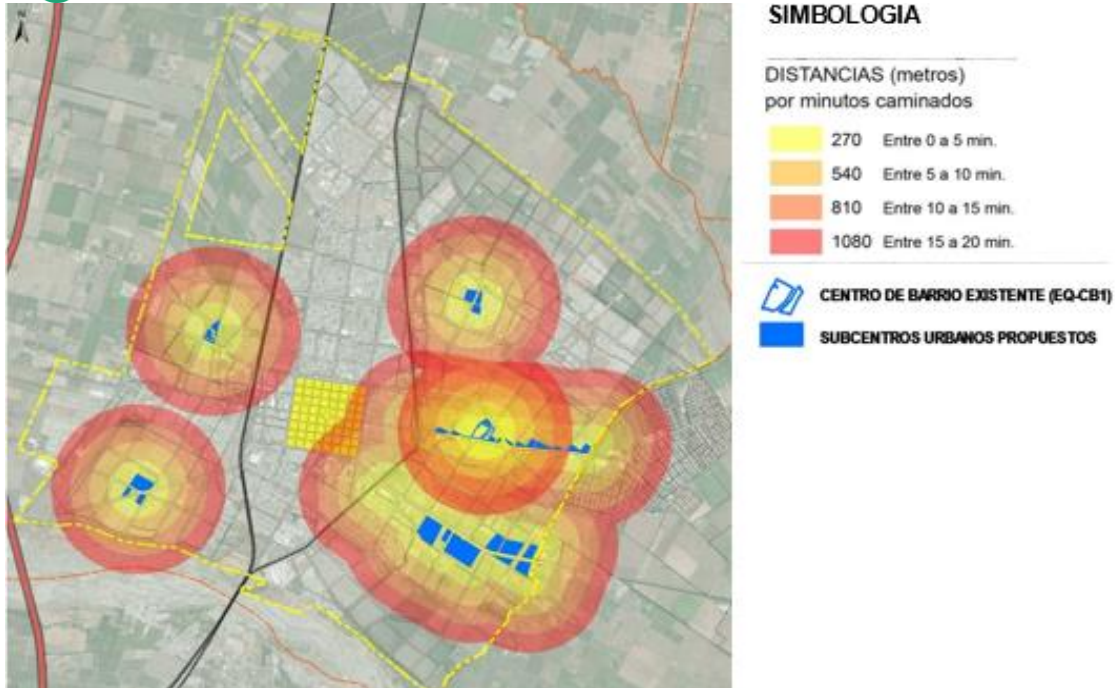 N
SIMBOLOGIA
DISTANCIAS (metros)
por minutos caminados
270 Entre 0 a 5 min.
540 Entre 5 a 10 min.
810 Entre 10 a 15 min.
1080 Entre 15 a 20 min.
CENTRO DE BARRIO EXISTENTE (EQ-CB1)
SUBCENTROS URBANOS PROPUESTOS